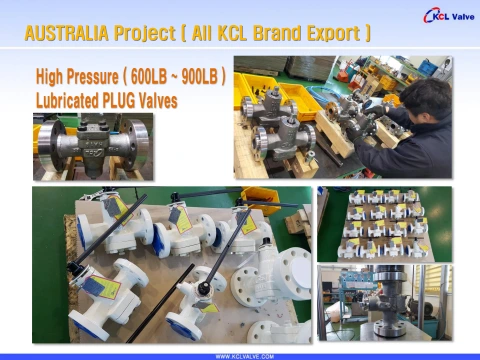 AUSTRALIA Project [ All KCL Brand Export ]
KCL Valve
High Pressure ( 600LB ~ 900LB )
Lubricated PLUG Valves
WWW.KCLVALVE.COM